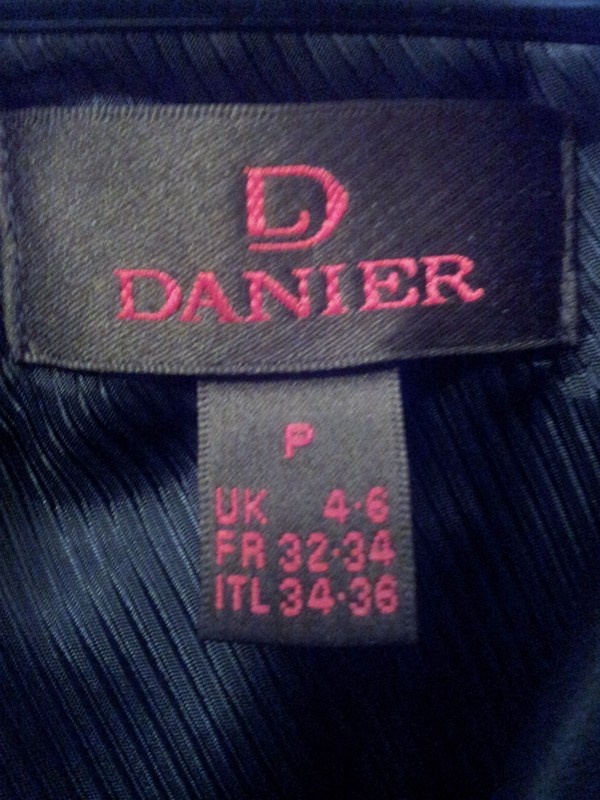 D
DANIER
P
UK 4-6
FR 32-34
ITL 34-36